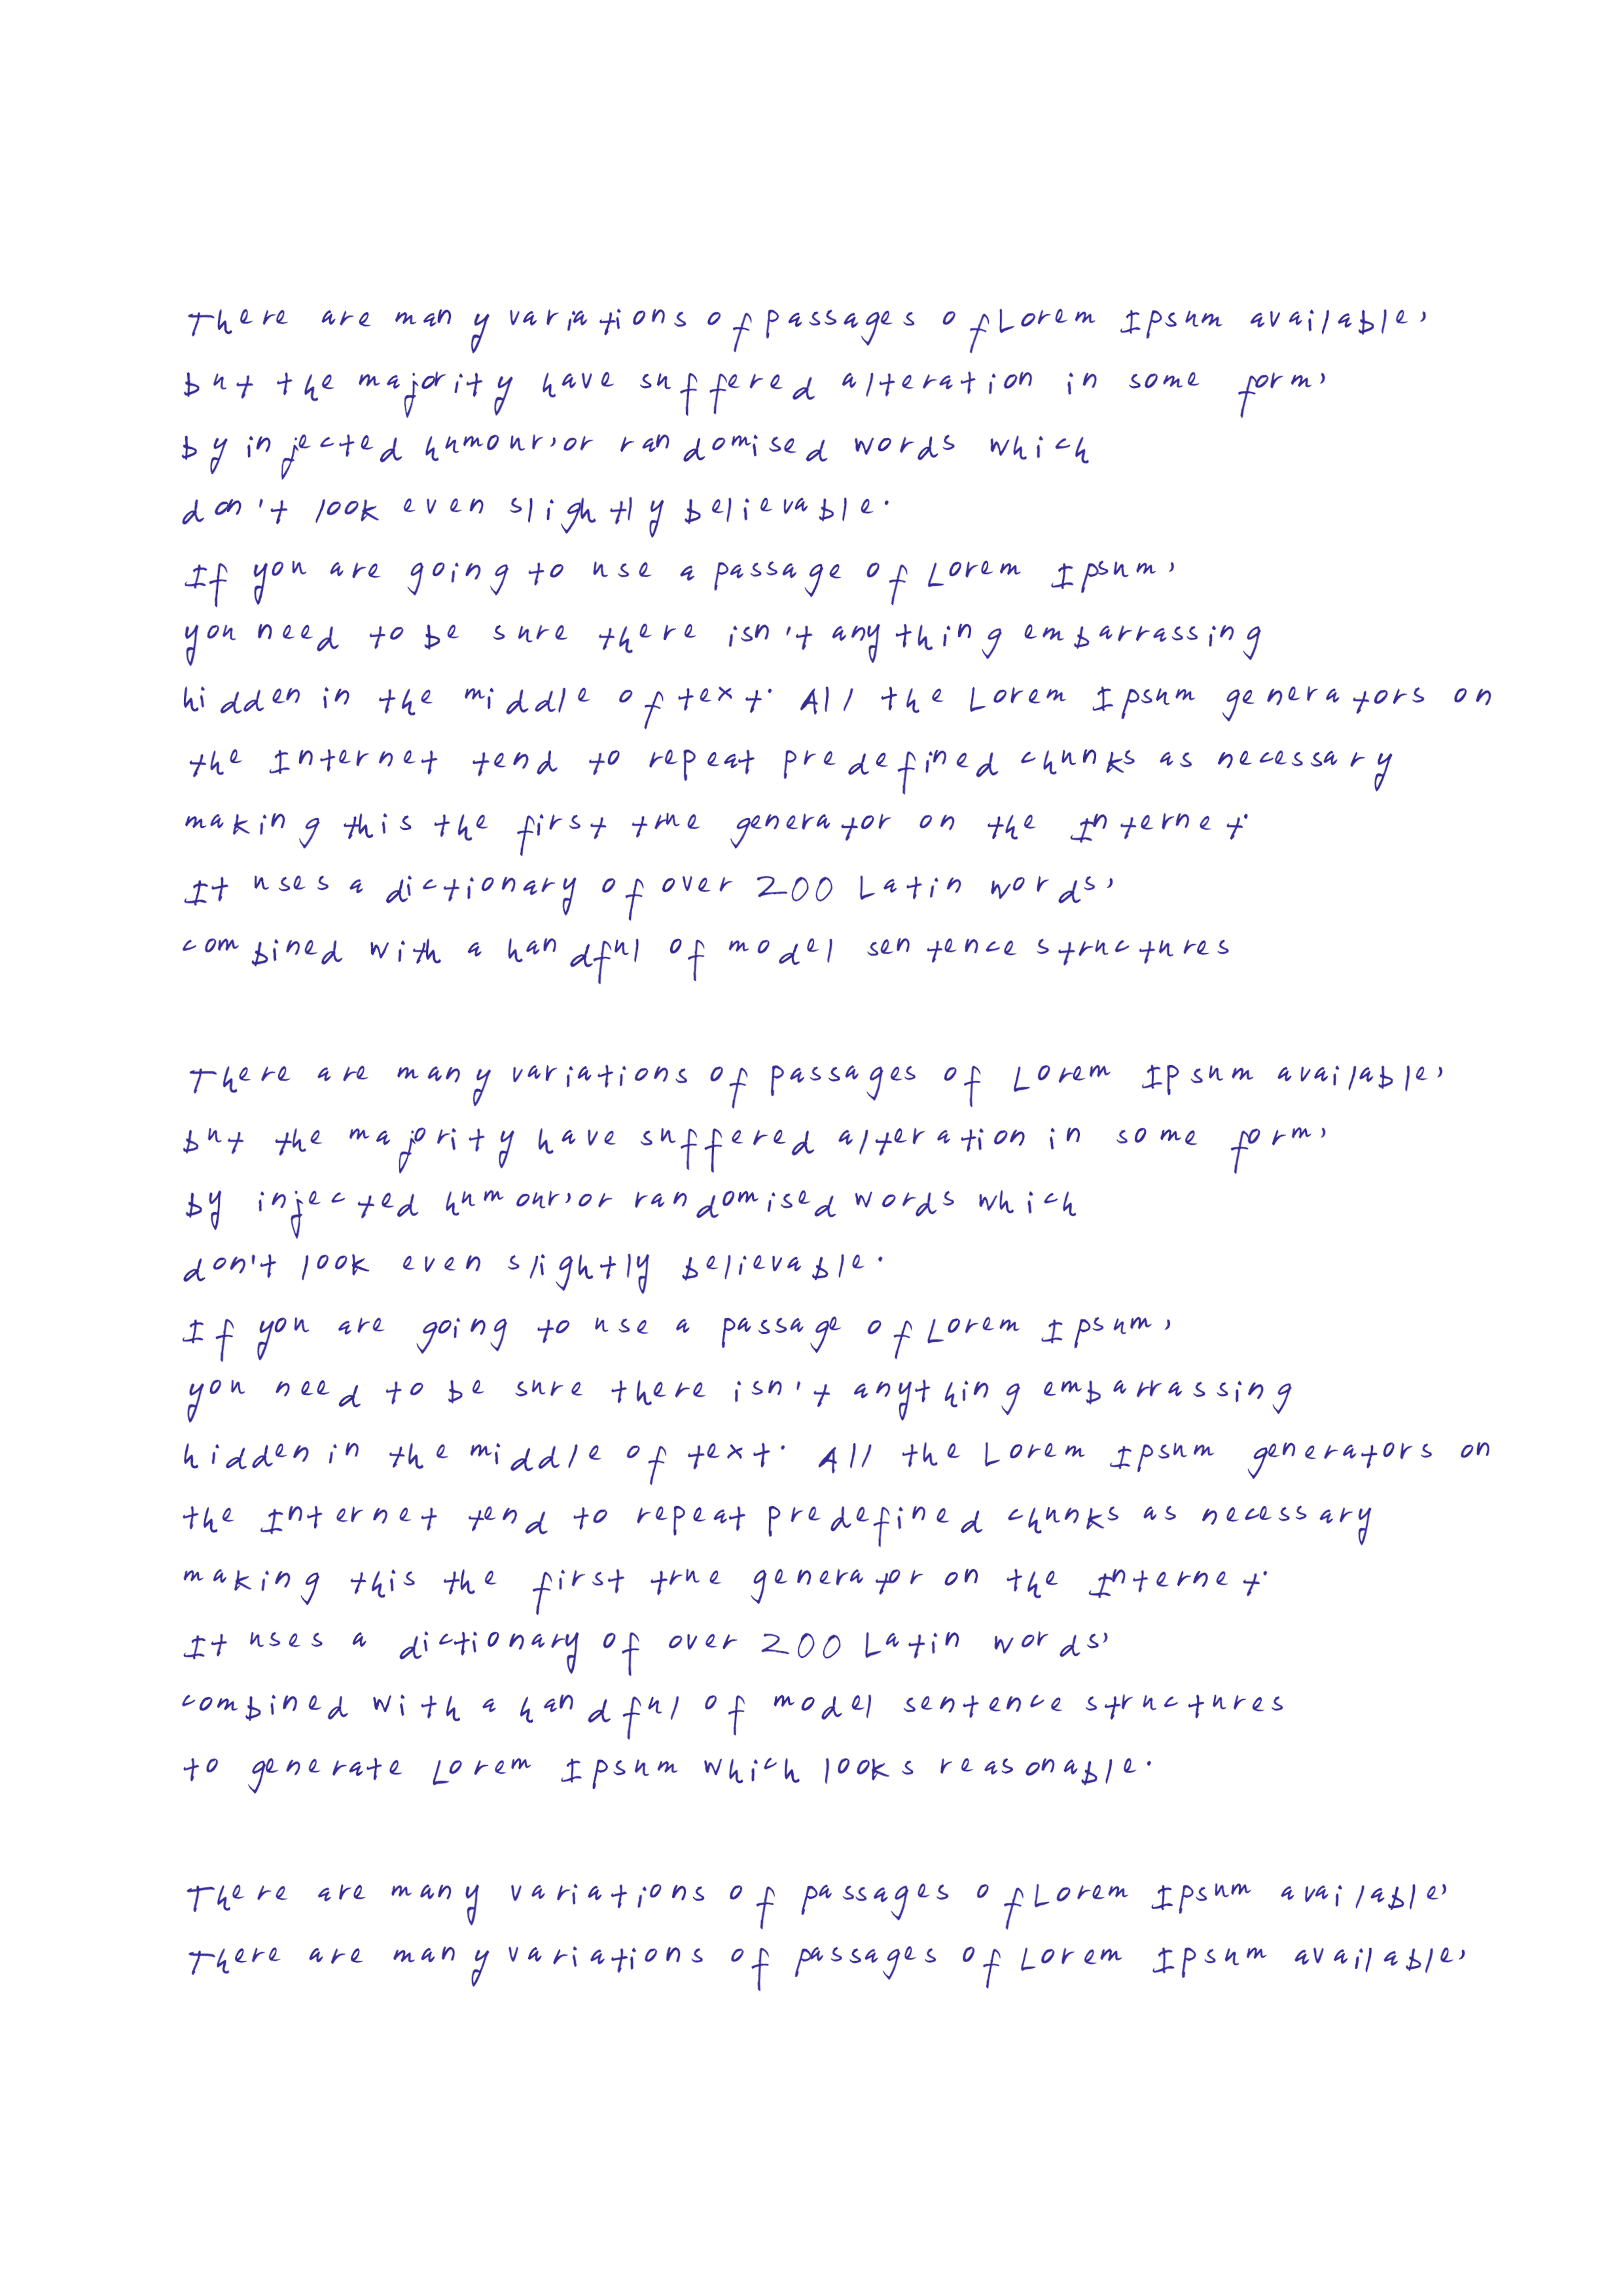 There are many variations of passages of Lorem Ipsum available,
but the majority have suffered alteration in some form,
by injected humour, or randomised words which
don't look even slightly believable.
If you are going to use a passage of Lorem Ipsum,
you need to be sure there isn't anything embarrassing
hidden in the middle of text. All the Lorem Ipsum generators on
the Internet tend to repeat predefined chunks as necessary
making this the first true generator on the Internet.
It uses a dictionary of over 200 Latin words,
combined with a handful of model sentence structures
There are many variations of passages of Lorem Ipsum available,
but the majority have suffered alteration in some form,
by injected humour, or randomised words which
don't look even slightly believable.
If you are going to use a passage of Lorem Ipsum,
you need to be sure there isn't anything embarrassing
hidden in the middle of text. All the Lorem Ipsum generators on
the Internet tend to repeat predefined chunks as necessary
making this the first true generator on the Internet.
It uses a dictionary of over 200 Latin words,
combined with a handful of model sentence structures
to generate Lorem Ipsum which looks reasonable.
There are many variations of passages of Lorem Ipsum available,
There are many variations of passages of Lorem Ipsum available,